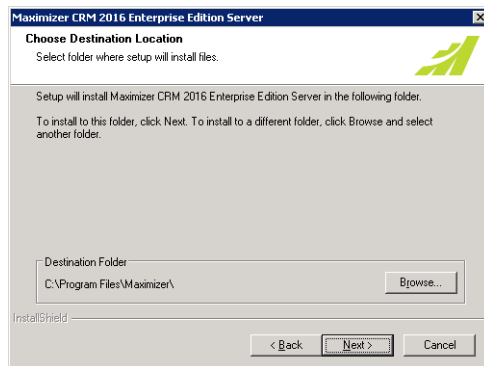 Maximizer CRM 2016 Enterprise Edition Server
Choose Destination Location
Select folder where setup will install files.
Setup will install Maximizer CRM 2016 Enterprise Edition Server in the following folder.
To install to this folder, click Next. To install to a different folder, click Browse and select
another folder.
Destination Folder
C:\Program Files\Maximizer\
Browse...
InstallShield
< Back
Next >
Cancel